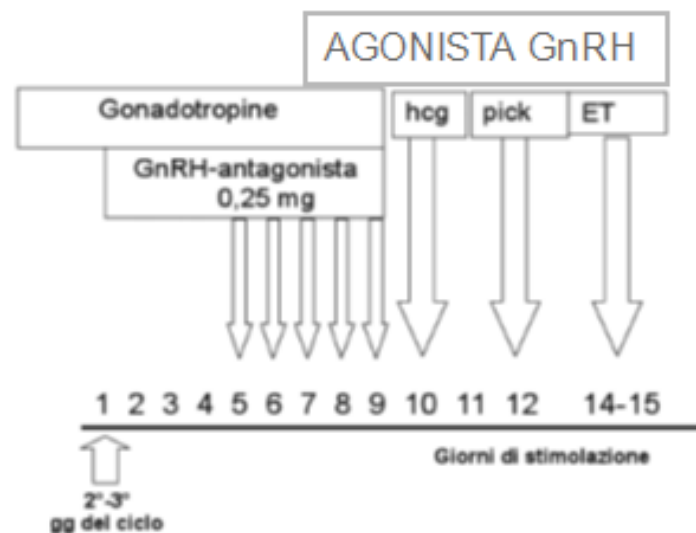 AGONISTA GnRH
Gonadotropine
hcg
pick
ET
GnRH-antagonista
0,25 mg
1 2 3 4 5 6 7 8 9 10 11 12 14-15
Giorni di stimolazione
2°-3°
gg del ciclo